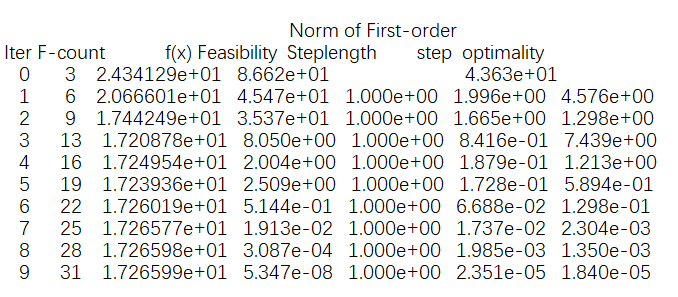 Norm of First-order
Iter F-count f(x) Feasibility Steplength step optimality
0 3 2.434129e+01 8.662e+01 4.363e+01
1 6 2.066601e+01 4.547e+01 1.000e+00 1.996e+00 4.576e+00
2 9 1.744249e+01 3.537e+01 1.000e+00 1.665e+00 1.298e+00
3 13 1.720878e+01 8.050e+00 1.000e+00 8.416e-01 7.439e+00
4 16 1.724954e+01 2.004e+00 1.000e+00 1.879e-01 1.213e+00
5 19 1.723936e+01 2.509e+00 1.000e+00 1.728e-01 5.894e-01
6 22 1.726019e+01 5.144e-01 1.000e+00 6.688e-02 1.298e-01
7 25 1.726577e+01 1.913e-02 1.000e+00 1.737e-02 2.304e-03
8 28 1.726598e+01 3.087e-04 1.000e+00 1.985e-03 1.350e-03
9 31 1.726599e+01 5.347e-08 1.000e+00 2.351e-05 1.840e-05